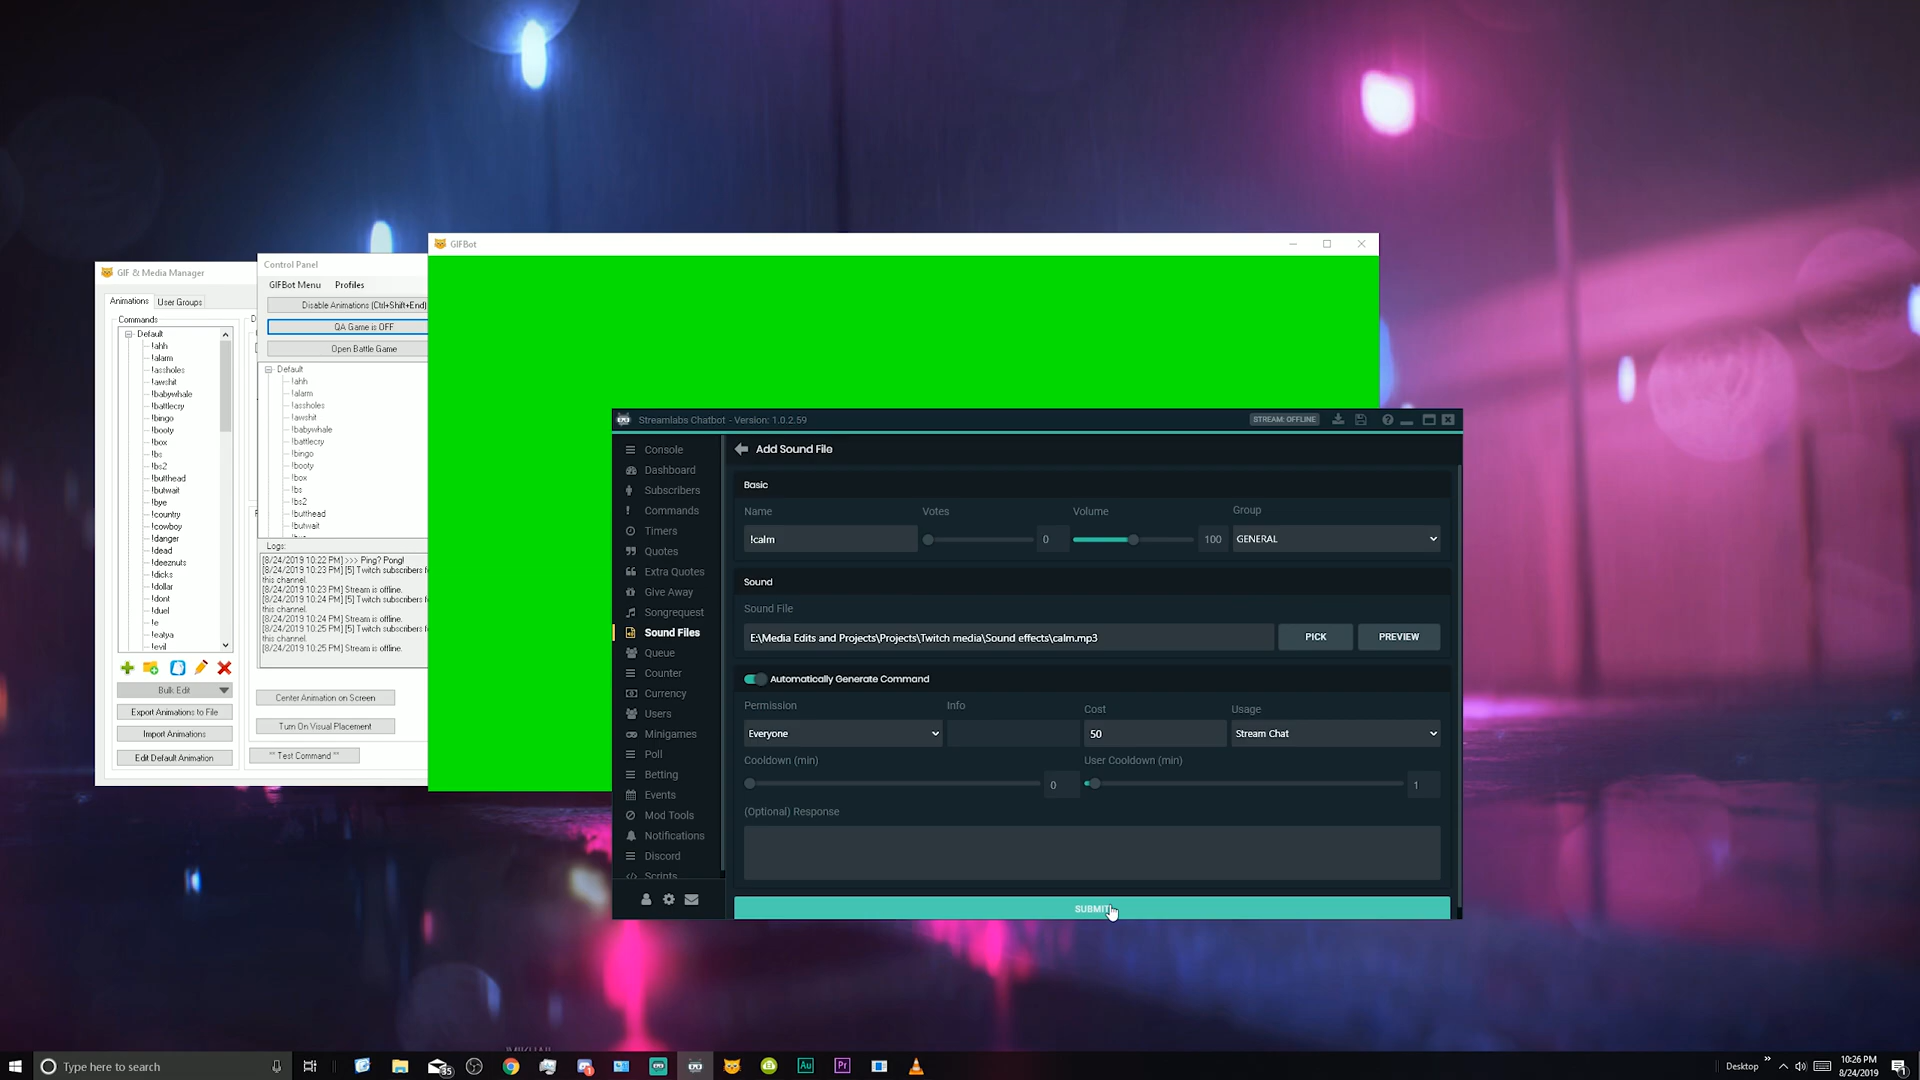 GIFBot
GIF & Media Manager
Animations
User Groups
Commands
Default
!ahh
!alarm
!assholes
!awshit
!babywhale
!battlecry
!bingo
!booty
!box
!bs
!bs2
!butthead
!butwait
!bye
!country
!cowboy
!danger
!dead
!deeznuts
!dicks
!dollar
!dont
!duel
!e
!eatya
!evil
Bulk Edit
Export Animations to File
Import Animations
Edit Default Animation
Control Panel
GIFBot Menu Profiles
Disable Animations (Ctrl+Shift+End)
QA Game is OFF
Open Battle Game
Default
!ahh
!alarm
!assholes
!awshit
!babywhale
!battlecry
!bingo
!booty
!box
!bs
!bs2
!butthead
!butwait
Logs:
[8/24/2019 10:22 PM] >>> Ping? Pong!
[8/24/2019 10:23 PM] [5] Twitch subscribers f
this channel.
[8/24/2019 10:23 PM] Stream is offline.
[8/24/2019 10:24 PM] [5] Twitch subscribers f
this channel.
[8/24/2019 10:24 PM] Stream is offline.
[8/24/2019 10:25 PM] [5] Twitch subscribers f
this channel.
[8/24/2019 10:25 PM] Stream is offline.
Center Animation on Screen
Turn On Visual Placement
** Test Command **
Streamlabs Chatbot - Version: 1.0.2.59
STREAM: OFFLINE
Console
Dashboard
Subscribers
Commands
Timers
Quotes
Extra Quotes
Give Away
Songrequest
Sound Files
Queue
Counter
Currency
Users
Minigames
Poll
Betting
Events
Mod Tools
Notifications
Discord
Scripts
Add Sound File
Basic
Name Votes Volume Group
!calm 0 100 GENERAL
Sound
Sound File
E:\Media Edits and Projects\Projects\Twitch media\Sound effects\calm.mp3 PICK PREVIEW
Automatically Generate Command
Permission Info Cost Usage
Everyone 50 Stream Chat
Cooldown (min) User Cooldown (min)
0 1
(Optional) Response
SUBMIT
Type here to search
35
1
Au
Pr
Desktop
10:26 PM
8/24/2019
1